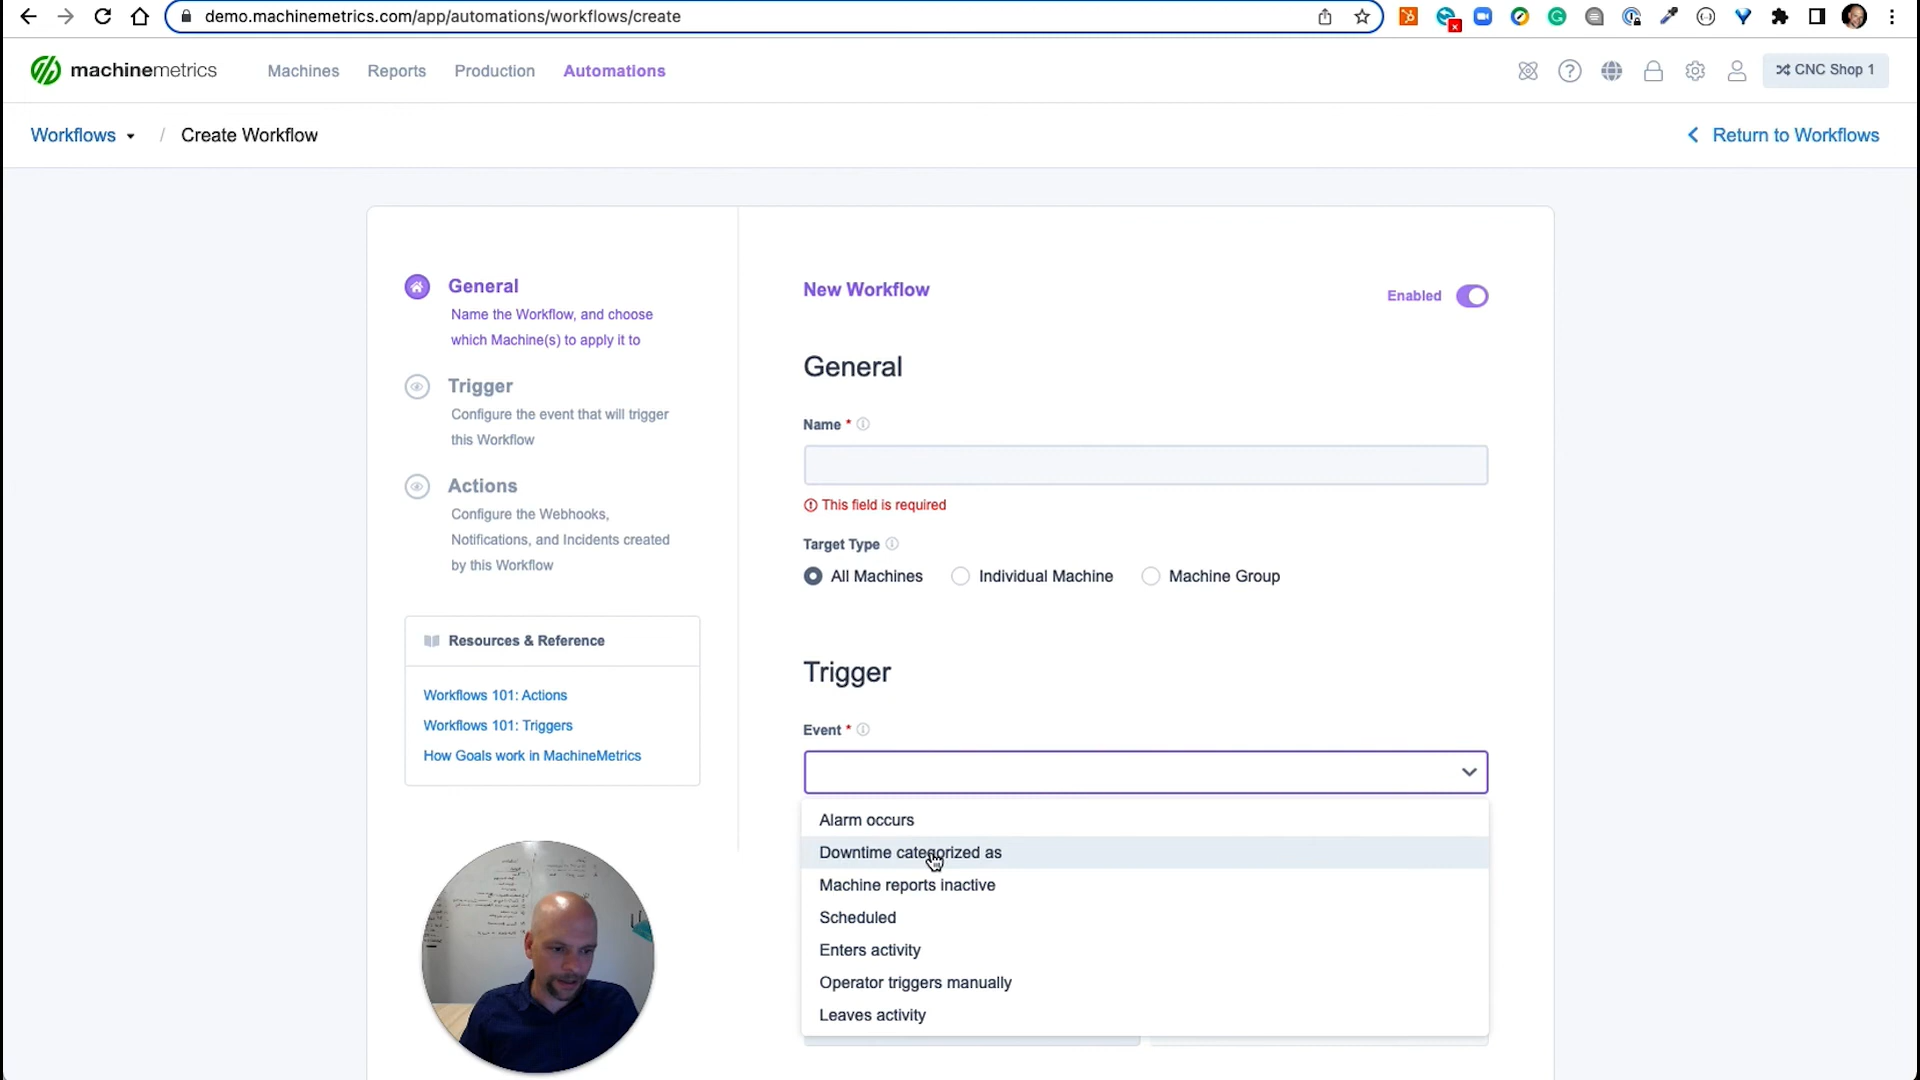 demo.machinemetrics.com/app/automations/workflows/create
machinemetrics
Machines
Reports
Production
Automations
CNC Shop 1
Workflows / Create Workflow
Return to Workflows
General
Name the Workflow, and choose
which Machine(s) to apply it to
Trigger
Configure the event that will trigger
this Workflow
Actions
Configure the Webhooks,
Notifications, and Incidents created
by this Workflow
Resources & Reference
Workflows 101: Actions
Workflows 101: Triggers
How Goals work in MachineMetrics
New Workflow
Enabled
General
Name *
This field is required
Target Type
All Machines
Individual Machine
Machine Group
Trigger
Event *
Alarm occurs
Downtime categorized as
Machine reports inactive
Scheduled
Enters activity
Operator triggers manually
Leaves activity